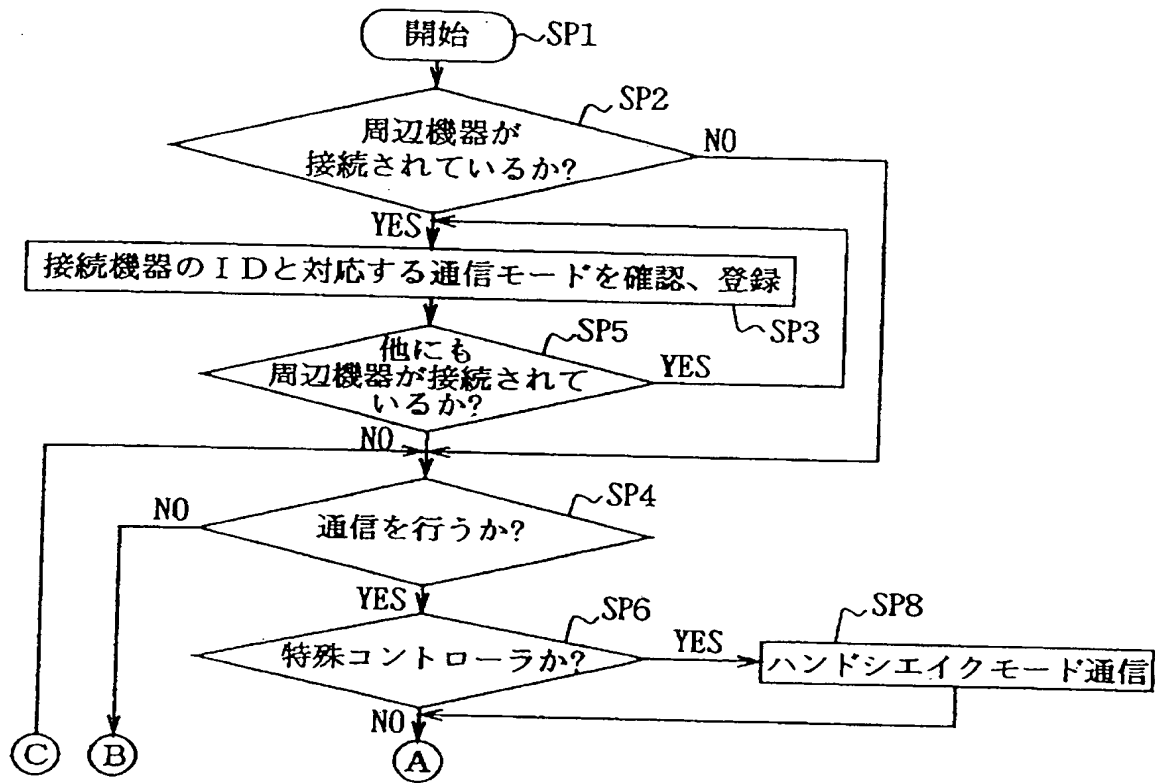 開始
SP1
SP2
周辺機器が
接続されているか?
NO
YES
接続機器のIDと対応する通信モードを確認、登録
SP3
SP5
他にも
周辺機器が接続されて
いるか?
YES
NO
SP4
NO
通信を行うか?
YES
SP6
SP8
特殊コントローラか?
YES
ハンドシエイクモード通信
NO
C
B
A